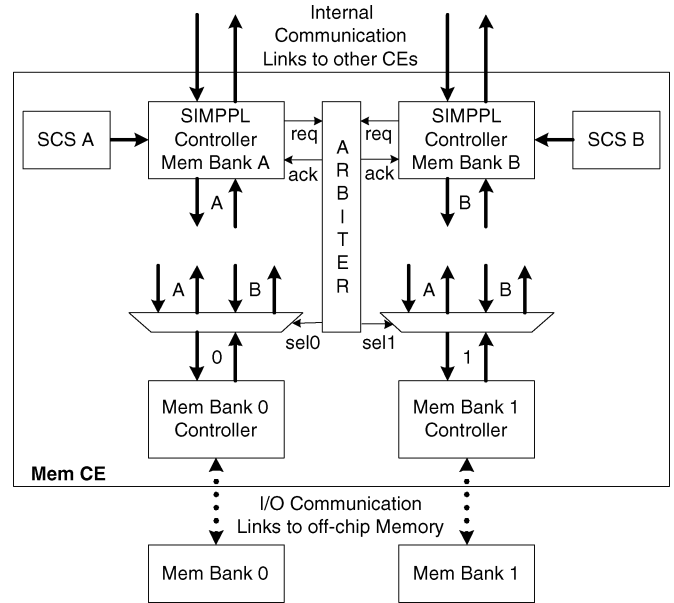 Internal
Communication
Links to other CEs
SCS A
SIMPPL
Controller
Mem Bank A
req
ack
ARBITER
req
ack
SIMPPL
Controller
Mem Bank B
SCS B
A
B
A
B
A
B
sel0
sel1
0
1
Mem Bank 0
Controller
Mem Bank 1
Controller
Mem CE
I/O Communication
Links to off-chip Memory
Mem Bank 0
Mem Bank 1